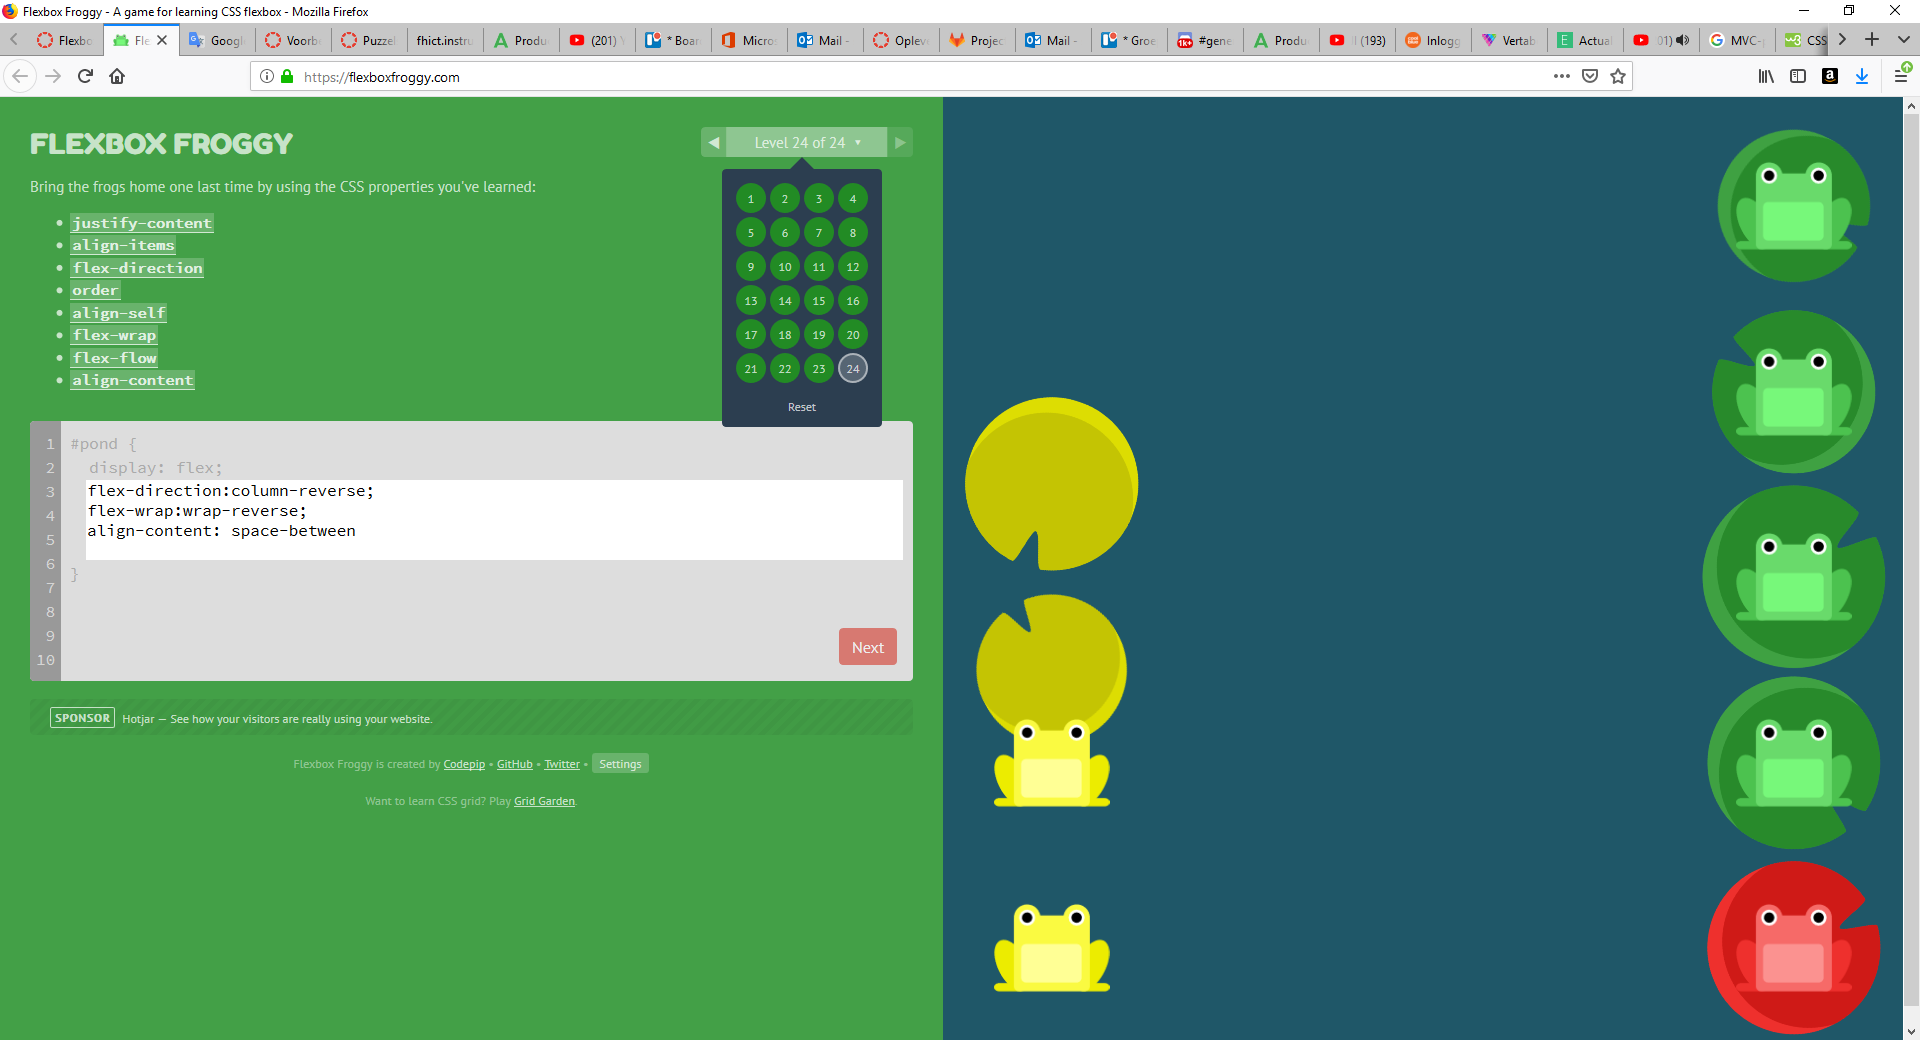 Flexbox Froggy - A game for learning CSS flexbox - Mozilla Firefox
Flexbo
Fle
Googl
Voorb
Puzzel
fhict.instru
Produ
(201) Y
* Boar
Micros
Mail -
Opleve
Projec
Mail -
* Groe
#gene
Produ
(193)
Inlogg
Vertab
Actual
01)
MVC-
CSS
https://flexboxfroggy.com
FLEXBOX FROGGY
Level 24 of 24
Bring the frogs home one last time by using the CSS properties you've learned:
justify-content
align-items
flex-direction
order
align-self
flex-wrap
flex-flow
align-content
1 2 3 4
5 6 7 8
9 10 11 12
13 14 15 16
17 18 19 20
21 22 23 24
Reset
1 #pond {
2 display: flex;
3 flex-direction:column-reverse;
4 flex-wrap:wrap-reverse;
5 align-content: space-between
6 }
7
8
9
10
Next
SPONSOR Hotjar — See how your visitors are really using your website.
Flexbox Froggy is created by Codepip • GitHub • Twitter • Settings
Want to learn CSS grid? Play Grid Garden.